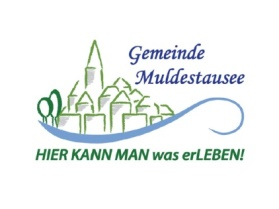 Gemeinde
Muldestausee
HIER KANN MAN was erLEBEN!